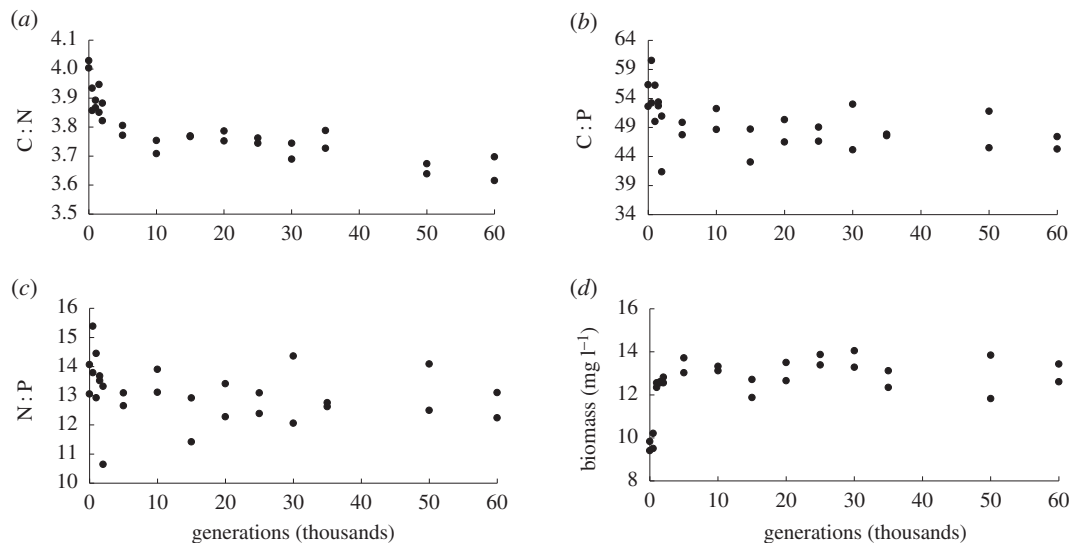 (a)
4.1
4.0
3.9
3.8
3.7
3.6
3.5
C:N
0 10 20 30 40 50 60
(b)
64
59
54
49
44
39
34
C:P
0 10 20 30 40 50 60
(c)
16
15
14
13
12
11
10
N:P
0 10 20 30 40 50 60
generations (thousands)
(d)
16
14
12
10
8
biomass (mg l⁻¹)
0 10 20 30 40 50 60
generations (thousands)